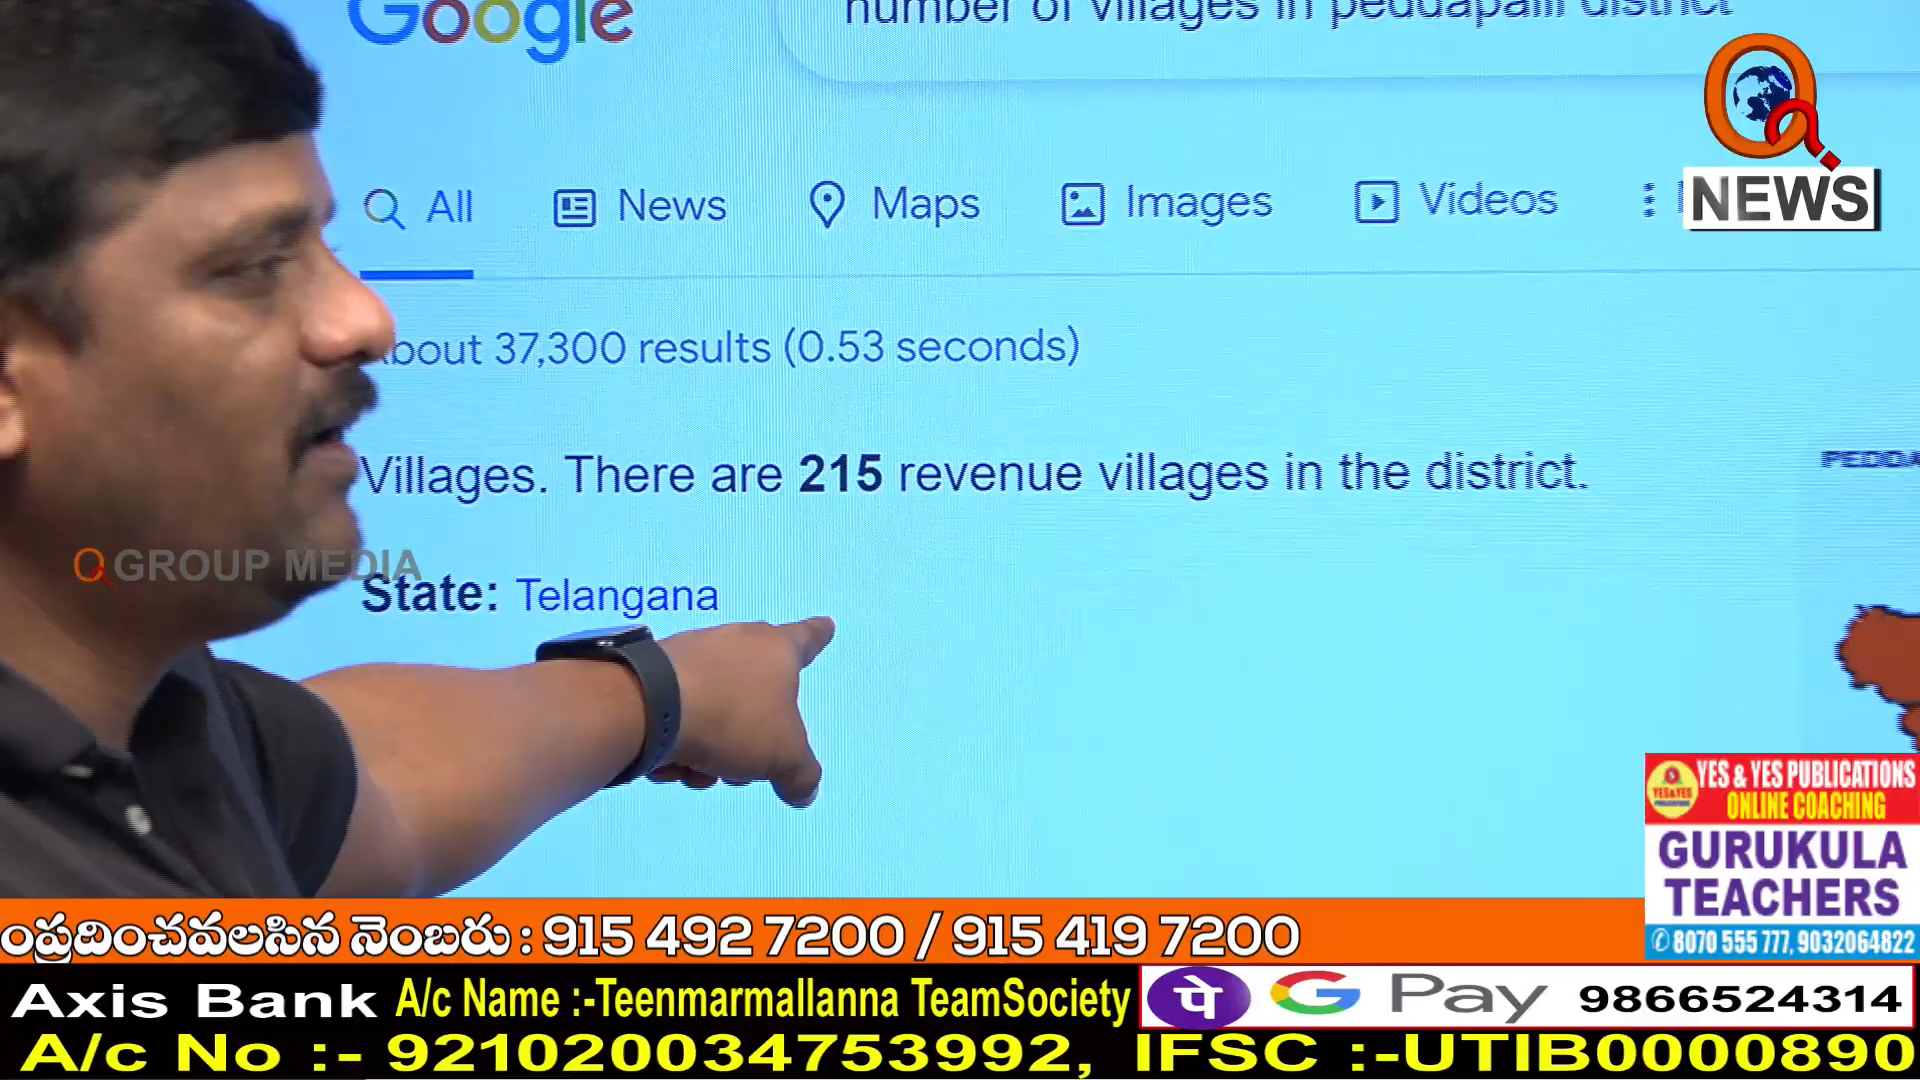 Google
number of villages in peddapalli district
All
News
Maps
Images
Videos
Q
NEWS
About 37,300 results (0.53 seconds)
Villages. There are 215 revenue villages in the district.
State: Telangana
Q GROUP MEDIA
YES & YES PUBLICATIONS
ONLINE COACHING
GURUKULA
TEACHERS
8070 555 777, 9032064822
ంప్రదించవలసిన నెంబరు : 915 492 7200 / 915 419 7200
Axis Bank A/c Name :-Teenmarmallanna TeamSociety
पे G Pay 9866524314
A/c No :- 921020034753992, IFSC :-UTIB0000890